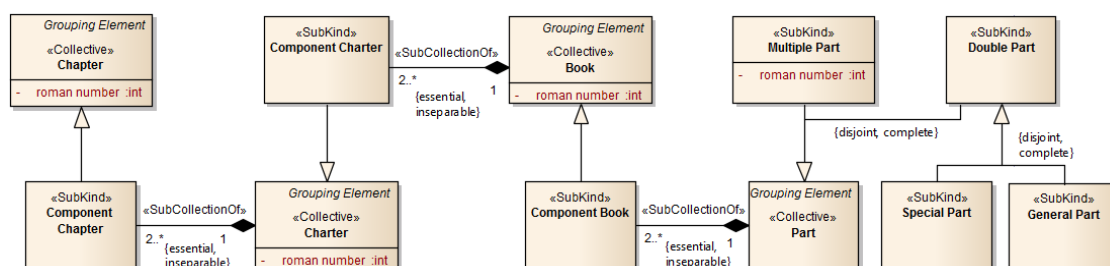 Grouping Element
«Collective»
Chapter
- roman number :int
«SubKind»
Component Charter
«SubCollectionOf»
2..*
1
{essential,
inseparable}
Grouping Element
«Collective»
Book
- roman number :int
«SubKind»
Multiple Part
- roman number :int
«SubKind»
Double Part
{disjoint, complete}
{disjoint,
complete}
«SubKind»
Component
Chapter
«SubCollectionOf»
2..*
1
{essential,
inseparable}
Grouping Element
«Collective»
Charter
- roman number :int
«SubKind»
Component Book
«SubCollectionOf»
2..*
1
{essential,
inseparable}
Grouping Element
«Collective»
Part
«SubKind»
Special Part
«SubKind»
General Part